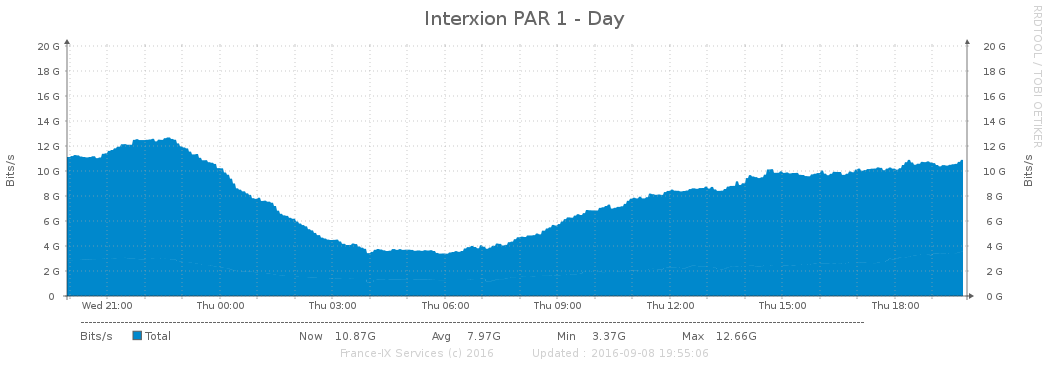 Interxion PAR 1 - Day
RRDTOOL / TOBI OETIKER
Bits/s
Bits/s
20 G 20 G
18 G 18 G
16 G 16 G
14 G 14 G
12 G 12 G
10 G 10 G
8 G 8 G
6 G 6 G
4 G 4 G
2 G 2 G
0 0 G
Wed 21:00 Thu 00:00 Thu 03:00 Thu 06:00 Thu 09:00 Thu 12:00 Thu 15:00 Thu 18:00
Bits/s Total Now 10.87G Avg 7.97G Min 3.37G Max 12.66G
France-IX Services (c) 2016 Updated : 2016-09-08 19:55:06